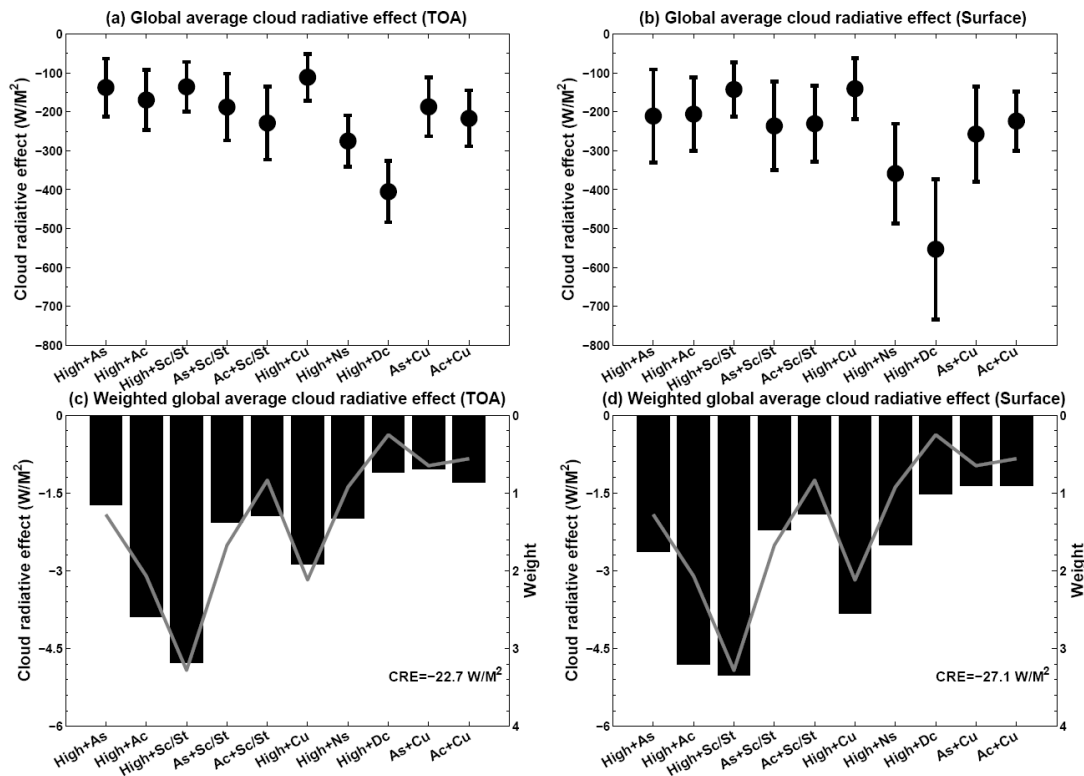 (a) Global average cloud radiative effect (TOA)
Cloud radiative effect (W/M²)
0
−100
−200
−300
−400
−500
−600
−700
−800
High+As
High+Ac
High+Sc/St
As+Sc/St
Ac+Sc/St
High+Cu
High+Ns
High+Dc
As+Cu
Ac+Cu
(b) Global average cloud radiative effect (Surface)
Cloud radiative effect (W/M²)
0
−100
−200
−300
−400
−500
−600
−700
−800
High+As
High+Ac
High+Sc/St
As+Sc/St
Ac+Sc/St
High+Cu
High+Ns
High+Dc
As+Cu
Ac+Cu
(c) Weighted global average cloud radiative effect (TOA)
Cloud radiative effect (W/M²)
0
−1.5
−3
−4.5
−6
0
1
2
3
4
Weight
CRE=−22.7 W/M²
High+As
High+Ac
High+Sc/St
As+Sc/St
Ac+Sc/St
High+Cu
High+Ns
High+Dc
As+Cu
Ac+Cu
(d) Weighted global average cloud radiative effect (Surface)
Cloud radiative effect (W/M²)
0
−1.5
−3
−4.5
−6
0
1
2
3
4
Weight
CRE=−27.1 W/M²
High+As
High+Ac
High+Sc/St
As+Sc/St
Ac+Sc/St
High+Cu
High+Ns
High+Dc
As+Cu
Ac+Cu